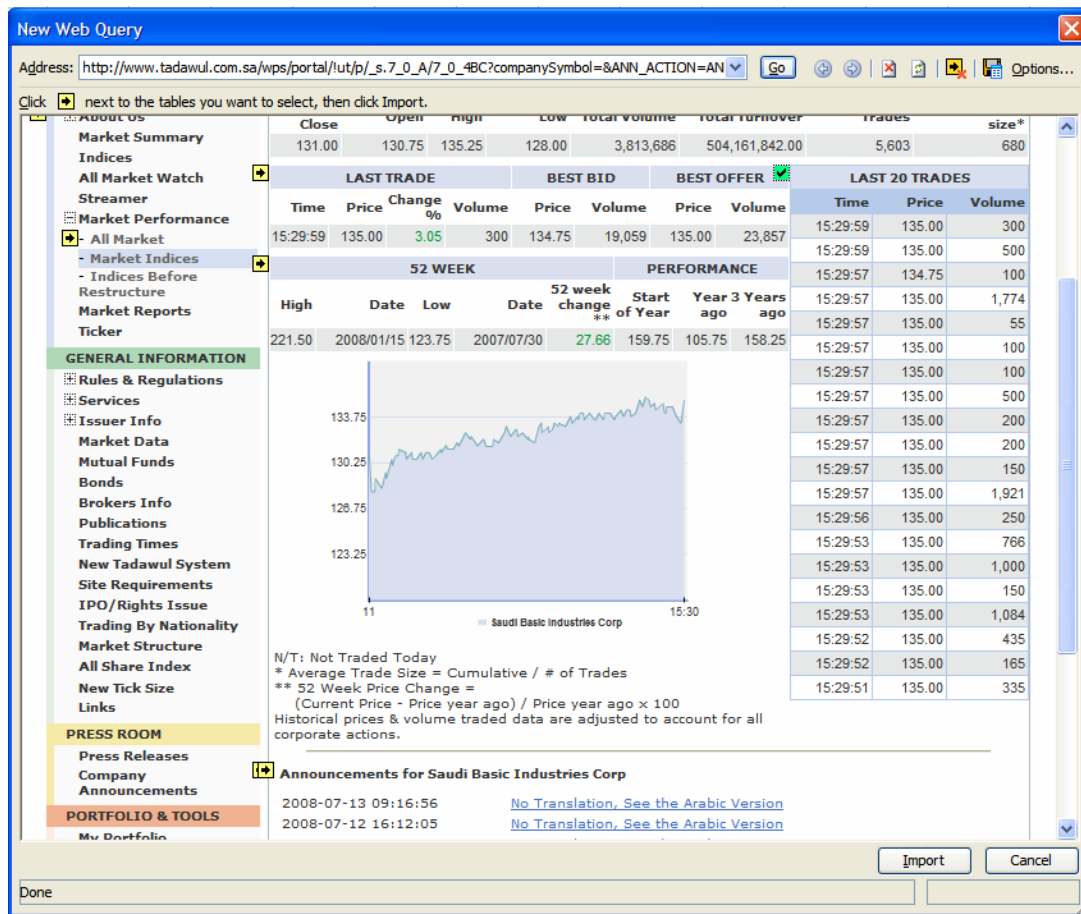 New Web Query
Address: http://www.tadawul.com.sa/wps/portal/!ut/p/_s.7_0_A/7_0_4BC?companySymbol=&ANN_ACTION=AN Go Options...
Click next to the tables you want to select, then click Import.
About Us
Market Summary
Indices
All Market Watch
Streamer
Market Performance
- All Market
- Market Indices
- Indices Before
Restructure
Market Reports
Ticker
GENERAL INFORMATION
Rules & Regulations
Services
Issuer Info
Market Data
Mutual Funds
Bonds
Brokers Info
Publications
Trading Times
New Tadawul System
Site Requirements
IPO/Rights Issue
Trading By Nationality
Market Structure
All Share Index
New Tick Size
Links
PRESS ROOM
Press Releases
Company
Announcements
PORTFOLIO & TOOLS
My Portfolio
Close Open High Low Total Volume Total Turnover Trades size*
131.00 130.75 135.25 128.00 3,813,686 504,161,842.00 5,603 680
LAST TRADE BEST BID BEST OFFER
Time Price Change % Volume Price Volume Price Volume
15:29:59 135.00 3.05 300 134.75 19,059 135.00 23,857
52 WEEK PERFORMANCE
High Date Low Date 52 week change ** Start of Year Year ago 3 Years ago
221.50 2008/01/15 123.75 2007/07/30 27.66 159.75 105.75 158.25
133.75
130.25
126.75
123.25
11 15:30
Saudi Basic Industries Corp
N/T: Not Traded Today
* Average Trade Size = Cumulative / # of Trades
** 52 Week Price Change =
(Current Price - Price year ago) / Price year ago x 100
Historical prices & volume traded data are adjusted to account for all
corporate actions.
LAST 20 TRADES
Time Price Volume
15:29:59 135.00 300
15:29:59 135.00 500
15:29:57 134.75 100
15:29:57 135.00 1,774
15:29:57 135.00 55
15:29:57 135.00 100
15:29:57 135.00 100
15:29:57 135.00 500
15:29:57 135.00 200
15:29:57 135.00 200
15:29:57 135.00 150
15:29:57 135.00 1,921
15:29:56 135.00 250
15:29:53 135.00 766
15:29:53 135.00 1,000
15:29:53 135.00 150
15:29:53 135.00 1,084
15:29:52 135.00 435
15:29:52 135.00 165
15:29:51 135.00 335
Announcements for Saudi Basic Industries Corp
2008-07-13 09:16:56 No Translation, See the Arabic Version
2008-07-12 16:12:05 No Translation, See the Arabic Version
Import Cancel
Done